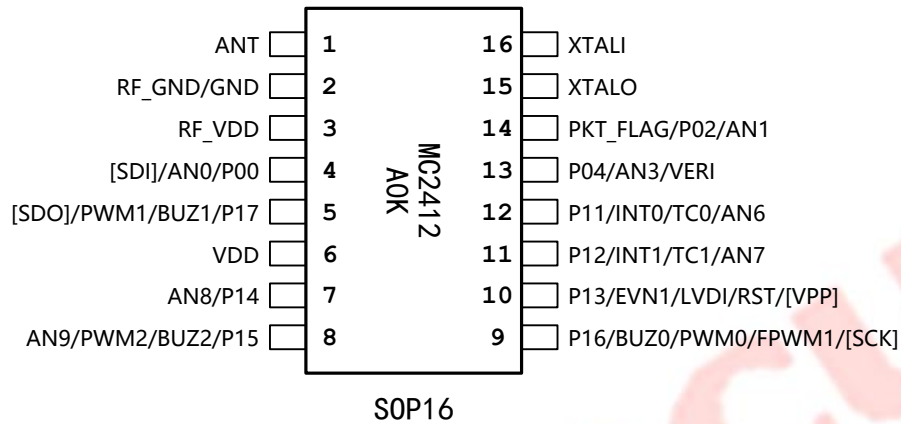 ANT 1 16 XTALI
RF_GND/GND 2 15 XTALO
RF_VDD 3 14 PKT_FLAG/P02/AN1
[SDI]/AN0/P00 4 13 P04/AN3/VERI
[SDO]/PWM1/BUZ1/P17 5 12 P11/INT0/TC0/AN6
VDD 6 11 P12/INT1/TC1/AN7
AN8/P14 7 10 P13/EVN1/LVDI/RST/[VPP]
AN9/PWM2/BUZ2/P15 8 9 P16/BUZ0/PWM0/FPWM1/[SCK]
MC2412
A0K
SOP16